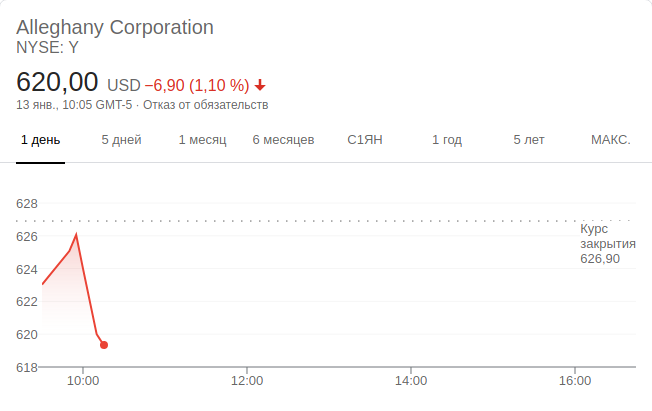 Alleghany Corporation
NYSE: Y
620,00 USD −6,90 (1,10 %)
13 янв., 10:05 GMT-5 · Отказ от обязательств
1 день 5 дней 1 месяц 6 месяцев С1ЯН 1 год 5 лет МАКС.
628
626
624
622
620
618
Курс
закрытия
626,90
10:00 12:00 14:00 16:00